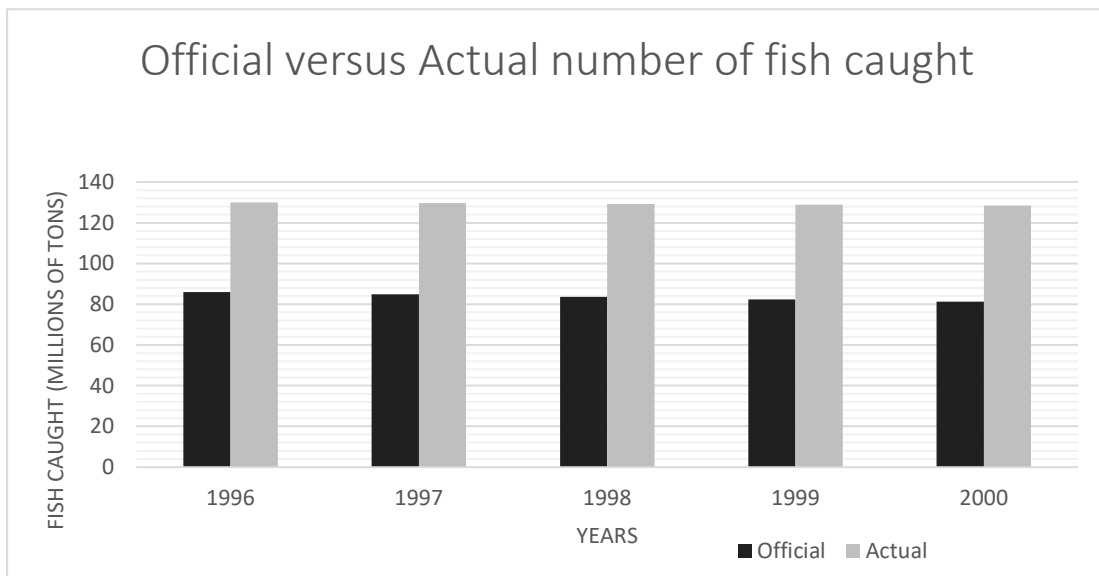 Official versus Actual number of fish caught
FISH CAUGHT (MILLIONS OF TONS)
140
120
100
80
60
40
20
0
1996 1997 1998 1999 2000
YEARS
Official Actual